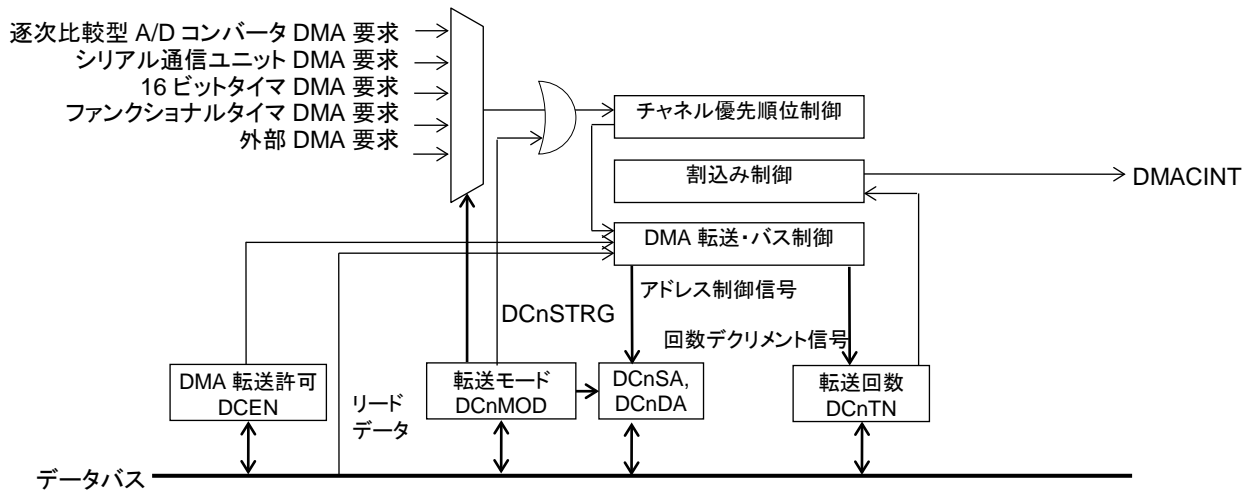 逐次比較型 A/D コンバータ DMA 要求
シリアル通信ユニット DMA 要求
16 ビットタイマ DMA 要求
ファンクショナルタイマ DMA 要求
外部 DMA 要求
チャネル優先順位制御
割込み制御
DMACINT
DMA 転送・バス制御
アドレス制御信号
DCnSTRG
回数デクリメント信号
DMA 転送許可
DCEN
リード
データ
転送モード
DCnMOD
DCnSA,
DCnDA
転送回数
DCnTN
データバス